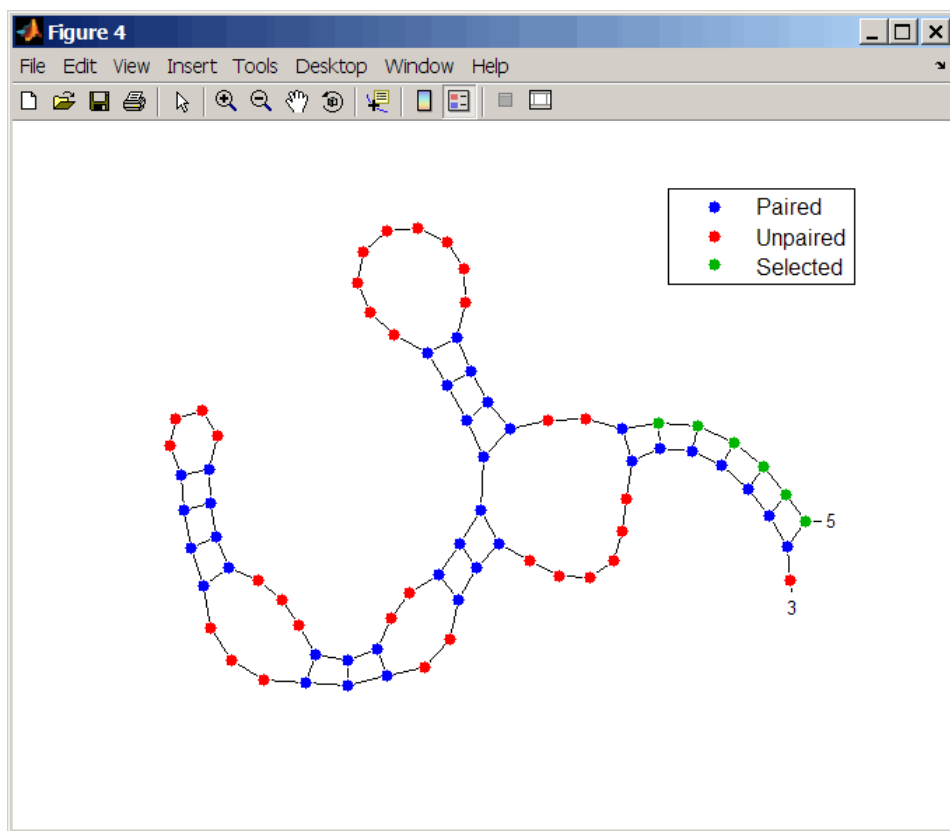 Figure 4
File Edit View Insert Tools Desktop Window Help
Paired
Unpaired
Selected
5
3